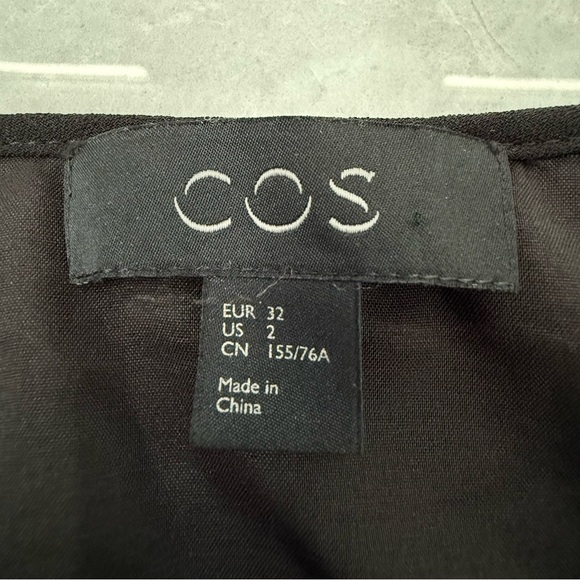 COS
EUR 32
US 2
CN 155/76A
Made in
China